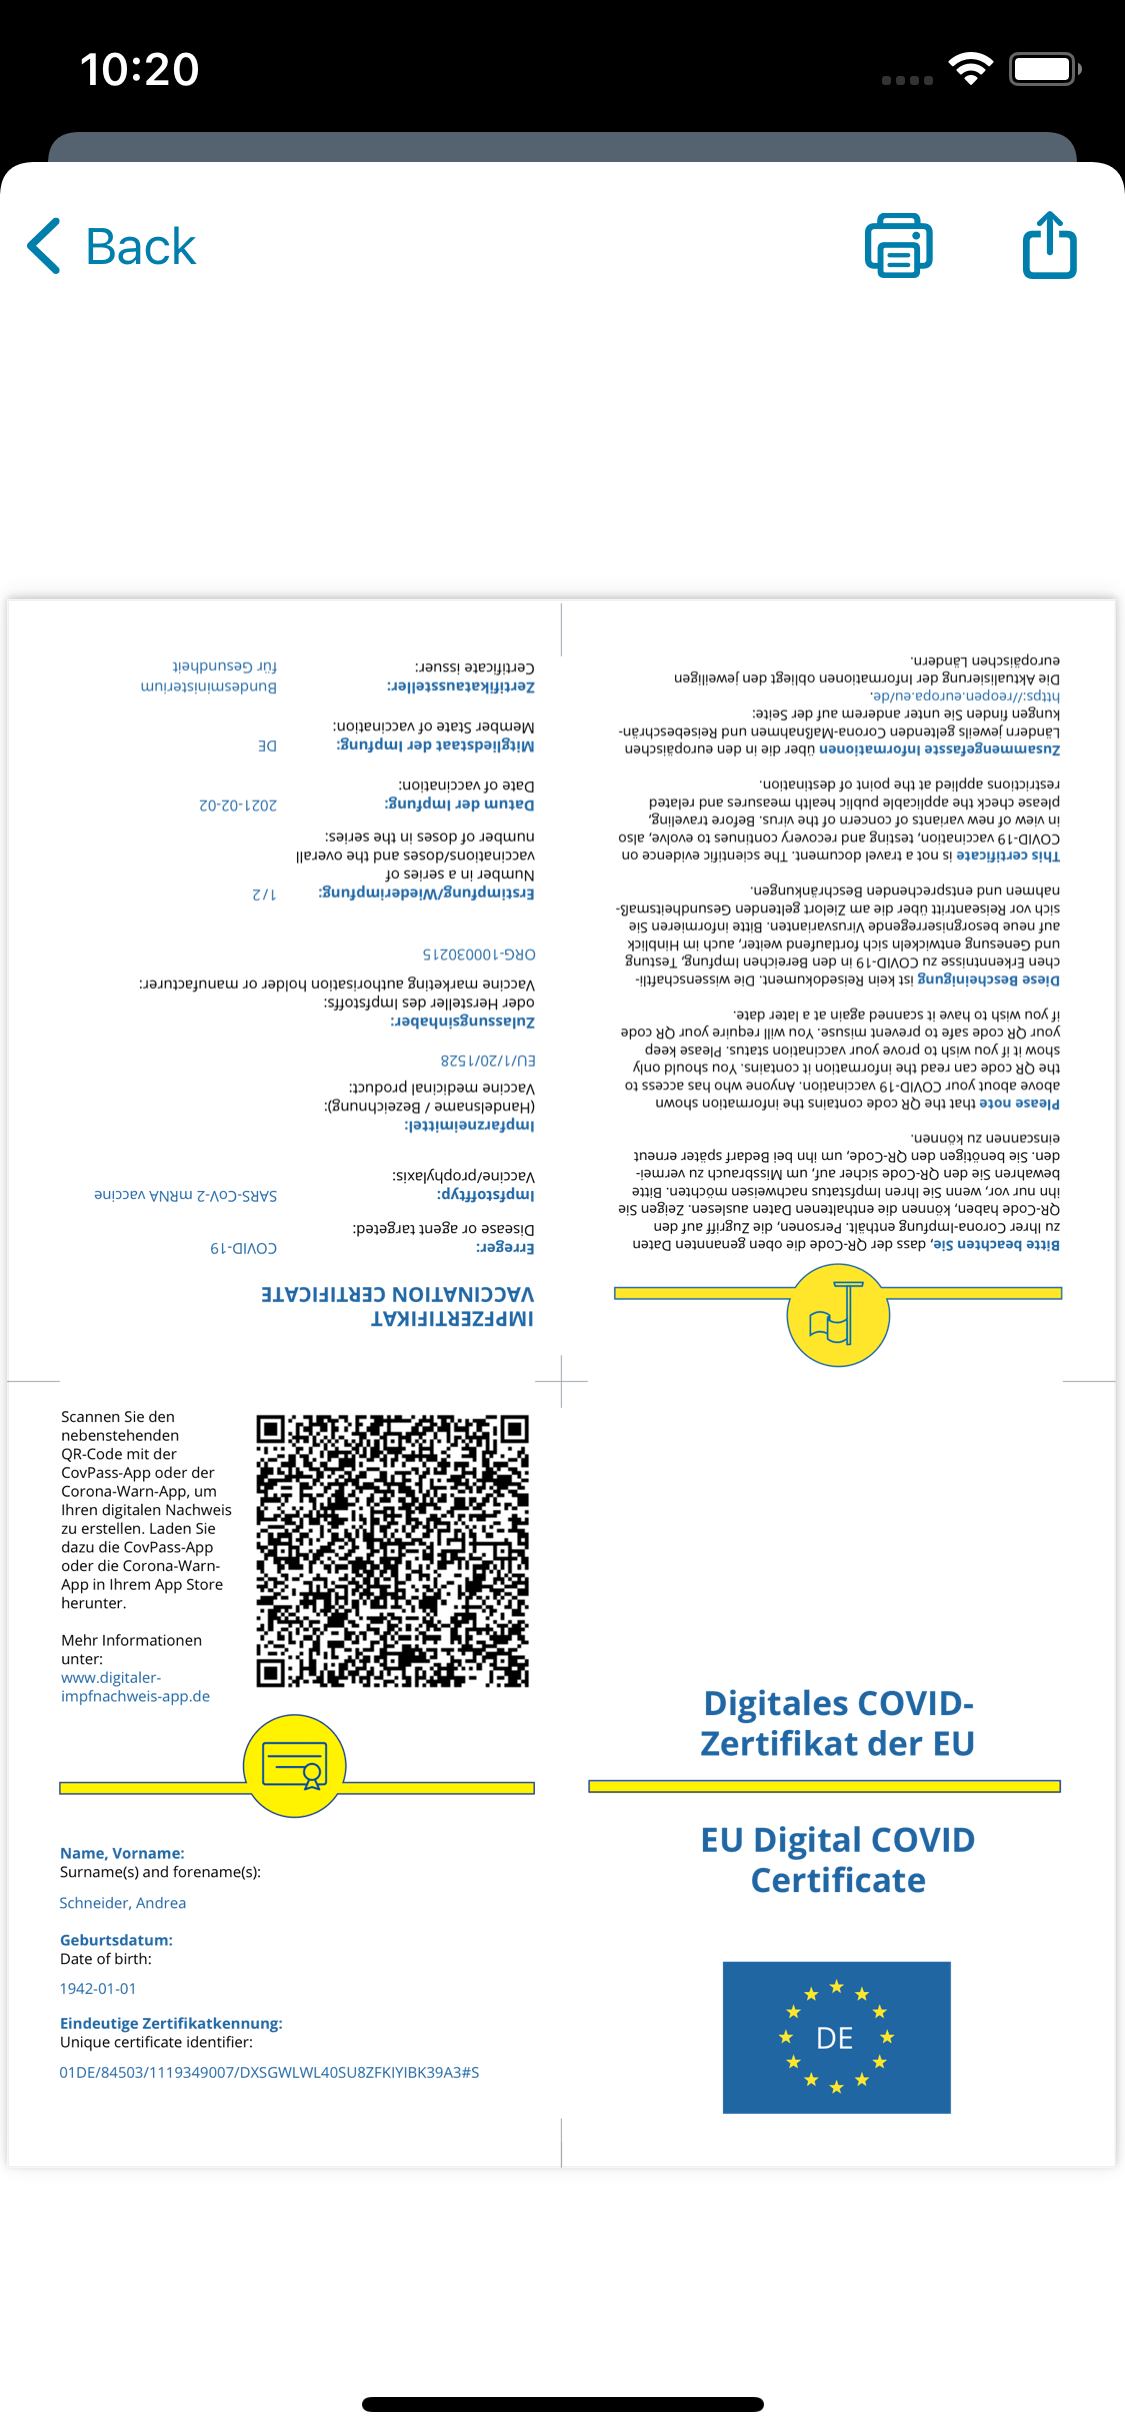 10:20
Back
Bitte beachten Sie, dass der QR-Code die oben genannten Daten
zu Ihrer Corona-Impfung enthält. Personen, die Zugriff auf den
QR-Code haben, können die enthaltenen Daten auslesen. Zeigen Sie
ihn nur vor, wenn Sie Ihren Impfstatus nachweisen möchten. Bitte
bewahren Sie den QR-Code sicher auf, um Missbrauch zu vermei-
den. Sie benötigen den QR-Code, um ihn bei Bedarf später erneut
einscannen zu können.
Please note that the QR code contains the information shown
above about your COVID-19 vaccination. Anyone who has access to
the QR code can read the information it contains. You should only
show it if you wish to prove your vaccination status. Please keep
your QR code safe to prevent misuse. You will require your QR code
if you wish to have it scanned again at a later date.
Diese Bescheinigung ist kein Reisedokument. Die wissenschaftli-
chen Erkenntnisse zu COVID-19 in den Bereichen Impfung, Testung
und Genesung entwickeln sich fortlaufend weiter, auch im Hinblick
auf neue besorgniserregende Virusvarianten. Bitte informieren Sie
sich vor Reiseantritt über die am Zielort geltenden Gesundheitsmaß-
nahmen und entsprechenden Beschränkungen.
This certificate is not a travel document. The scientific evidence on
COVID-19 vaccination, testing and recovery continues to evolve, also
in view of new variants of concern of the virus. Before traveling,
please check the applicable public health measures and related
restrictions applied at the point of destination.
Zusammengefasste Informationen über die in den europäischen
Ländern jeweils geltenden Corona-Maßnahmen und Reisebeschrän-
kungen finden Sie unter anderem auf der Seite:
https://reopen.europa.eu/de.
Die Aktualisierung der Informationen obliegt den jeweiligen
europäischen Ländern.
IMPFZERTIFIKAT
VACCINATION CERTIFICATE
Erreger:
Disease or agent targeted:
COVID-19
Impfstofftyp:
Vaccine/prophylaxis:
SARS-CoV-2 mRNA vaccine
Impfarzneimittel:
(Handelsname / Bezeichnung):
Vaccine medicinal product:
EU/1/20/1528
Zulassungsinhaber:
oder Hersteller des Impfstoffs:
Vaccine marketing authorisation holder or manufacturer:
ORG-100030215
Erstimpfung/Wiederimpfung:
Number in a series of
vaccinations/doses and the overall
number of doses in the series:
1/2
Datum der Impfung:
Date of vaccination:
2021-02-02
Mitgliedstaat der Impfung:
Member State of vaccination:
DE
Zertifikataussteller:
Certificate issuer:
Bundesministerium
für Gesundheit
Scannen Sie den
nebenstehenden
QR-Code mit der
CovPass-App oder der
Corona-Warn-App, um
Ihren digitalen Nachweis
zu erstellen. Laden Sie
dazu die CovPass-App
oder die Corona-Warn-
App in Ihrem App Store
herunter.
Mehr Informationen
unter:
www.digitaler-
impfnachweis-app.de
Name, Vorname:
Surname(s) and forename(s):
Schneider, Andrea
Geburtsdatum:
Date of birth:
1942-01-01
Eindeutige Zertifikatkennung:
Unique certificate identifier:
01DE/84503/1119349007/DXSGWLWL40SU8ZFKIYIBK39A3#S
Digitales COVID-
Zertifikat der EU
EU Digital COVID
Certificate
DE